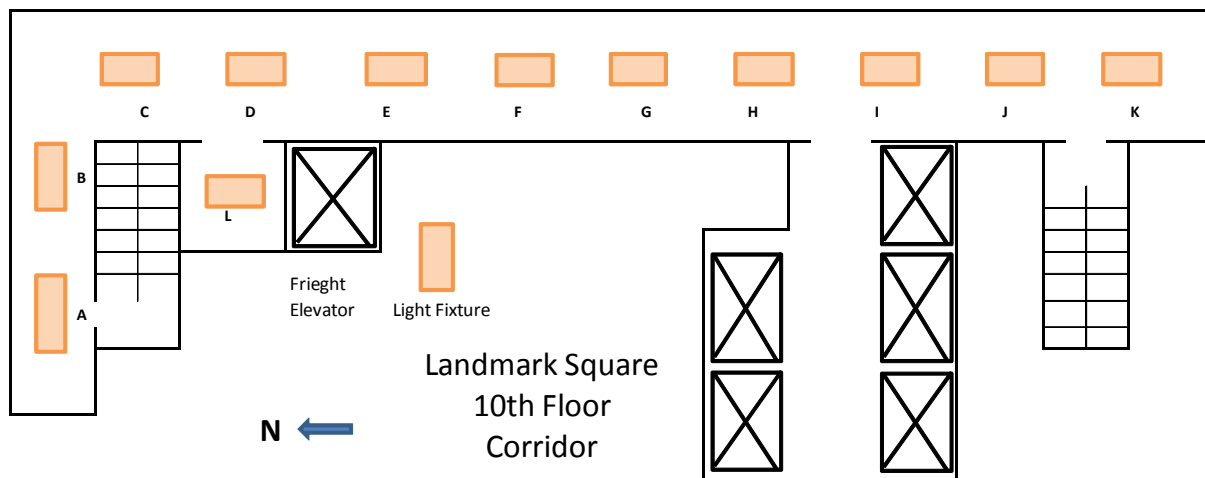 C D E F G H I J K
B
L
A
Frieght
Elevator
Light Fixture
Landmark Square
10th Floor
Corridor
N